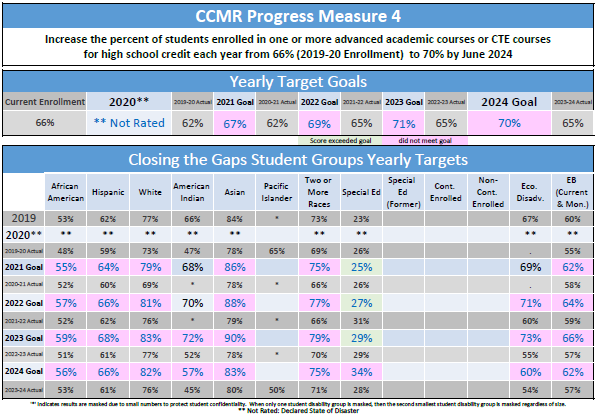 CCMR Progress Measure 4
Increase the percent of students enrolled in one or more advanced academic courses or CTE courses
for high school credit each year from 66% (2019-20 Enrollment) to 70% by June 2024
Yearly Target Goals
Current Enrollment 2020** 2019-20 Actual 2021 Goal 2020-21 Actual 2022 Goal 2021-22 Actual 2023 Goal 2022-23 Actual 2024 Goal 2023-24 Actual
66% ** Not Rated 62% 67% 62% 69% 65% 71% 65% 70% 65%
Score exceeded goal did not meet goal
Closing the Gaps Student Groups Yearly Targets
African American Hispanic White American Indian Asian Pacific Islander Two or More Races Special Ed Special Ed (Former) Cont. Enrolled Non-Cont. Enrolled Eco. Disadv. EB (Current & Mon.)
2019 53% 62% 77% 66% 84% * 73% 23% 67% 60%
2020** ** ** ** ** ** ** ** ** ** **
2019-20 Actual 48% 59% 73% 47% 78% 65% 69% 26% . 55%
2021 Goal 55% 64% 79% 68% 86% 75% 25% 69% 62%
2020-21 Actual 52% 60% 69% * 78% * 66% 26% . 58%
2022 Goal 57% 66% 81% 70% 88% 77% 27% 71% 64%
2021-22 Actual 52% 62% 76% * 79% * 66% 31% 60% 59%
2023 Goal 59% 68% 83% 72% 90% 79% 29% 73% 66%
2022-23 Actual 51% 61% 77% 52% 78% * 70% 29% 55% 57%
2024 Goal 56% 66% 82% 57% 83% 75% 34% 60% 62%
2023-24 Actual 53% 61% 76% 45% 80% 50% 71% 28% 54% 57%
'*' Indicates results are masked due to small numbers to protect student confidentiality. When only one student disability group is masked, then the second smallest student disability group is masked regardless of size.
** Not Rated: Declared State of Disaster